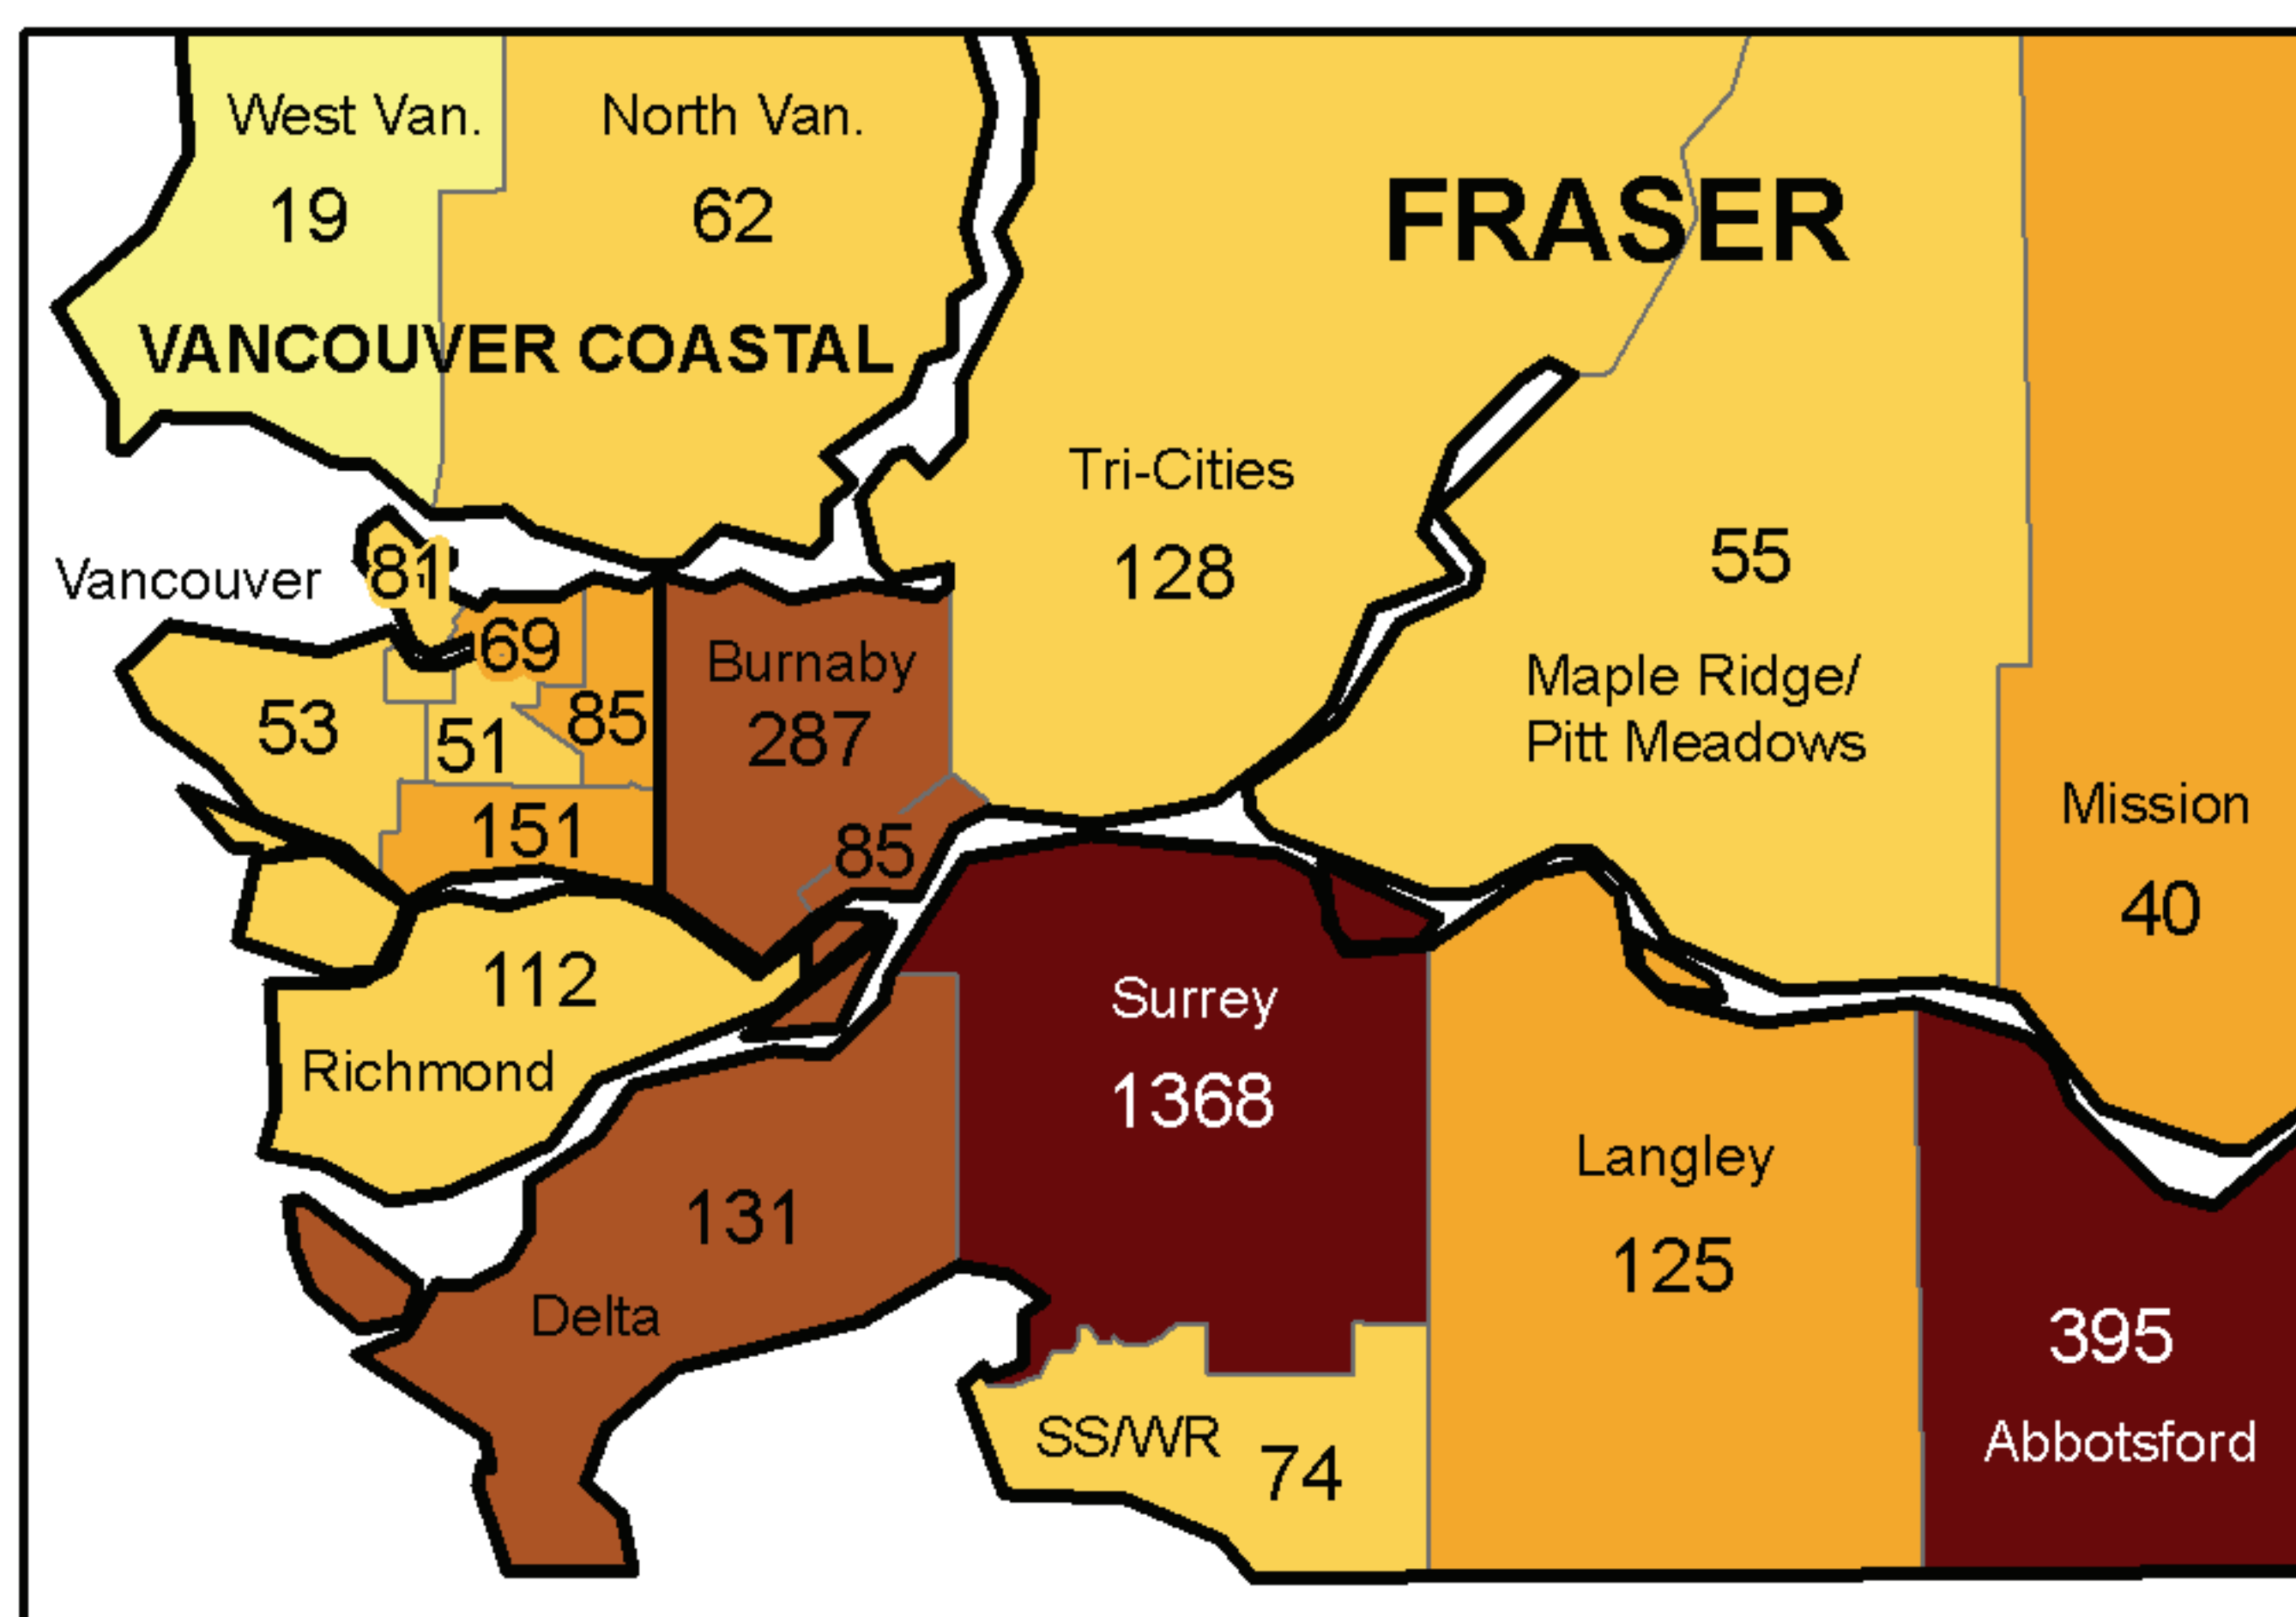 West Van.
19
North Van.
62
VANCOUVER COASTAL
FRASER
Tri-Cities
128
55
Maple Ridge/
Pitt Meadows
Mission
40
Vancouver
81
69
53
51
85
151
Burnaby
287
85
112
Richmond
Surrey
1368
131
Delta
Langley
125
SS/WR
74
395
Abbotsford